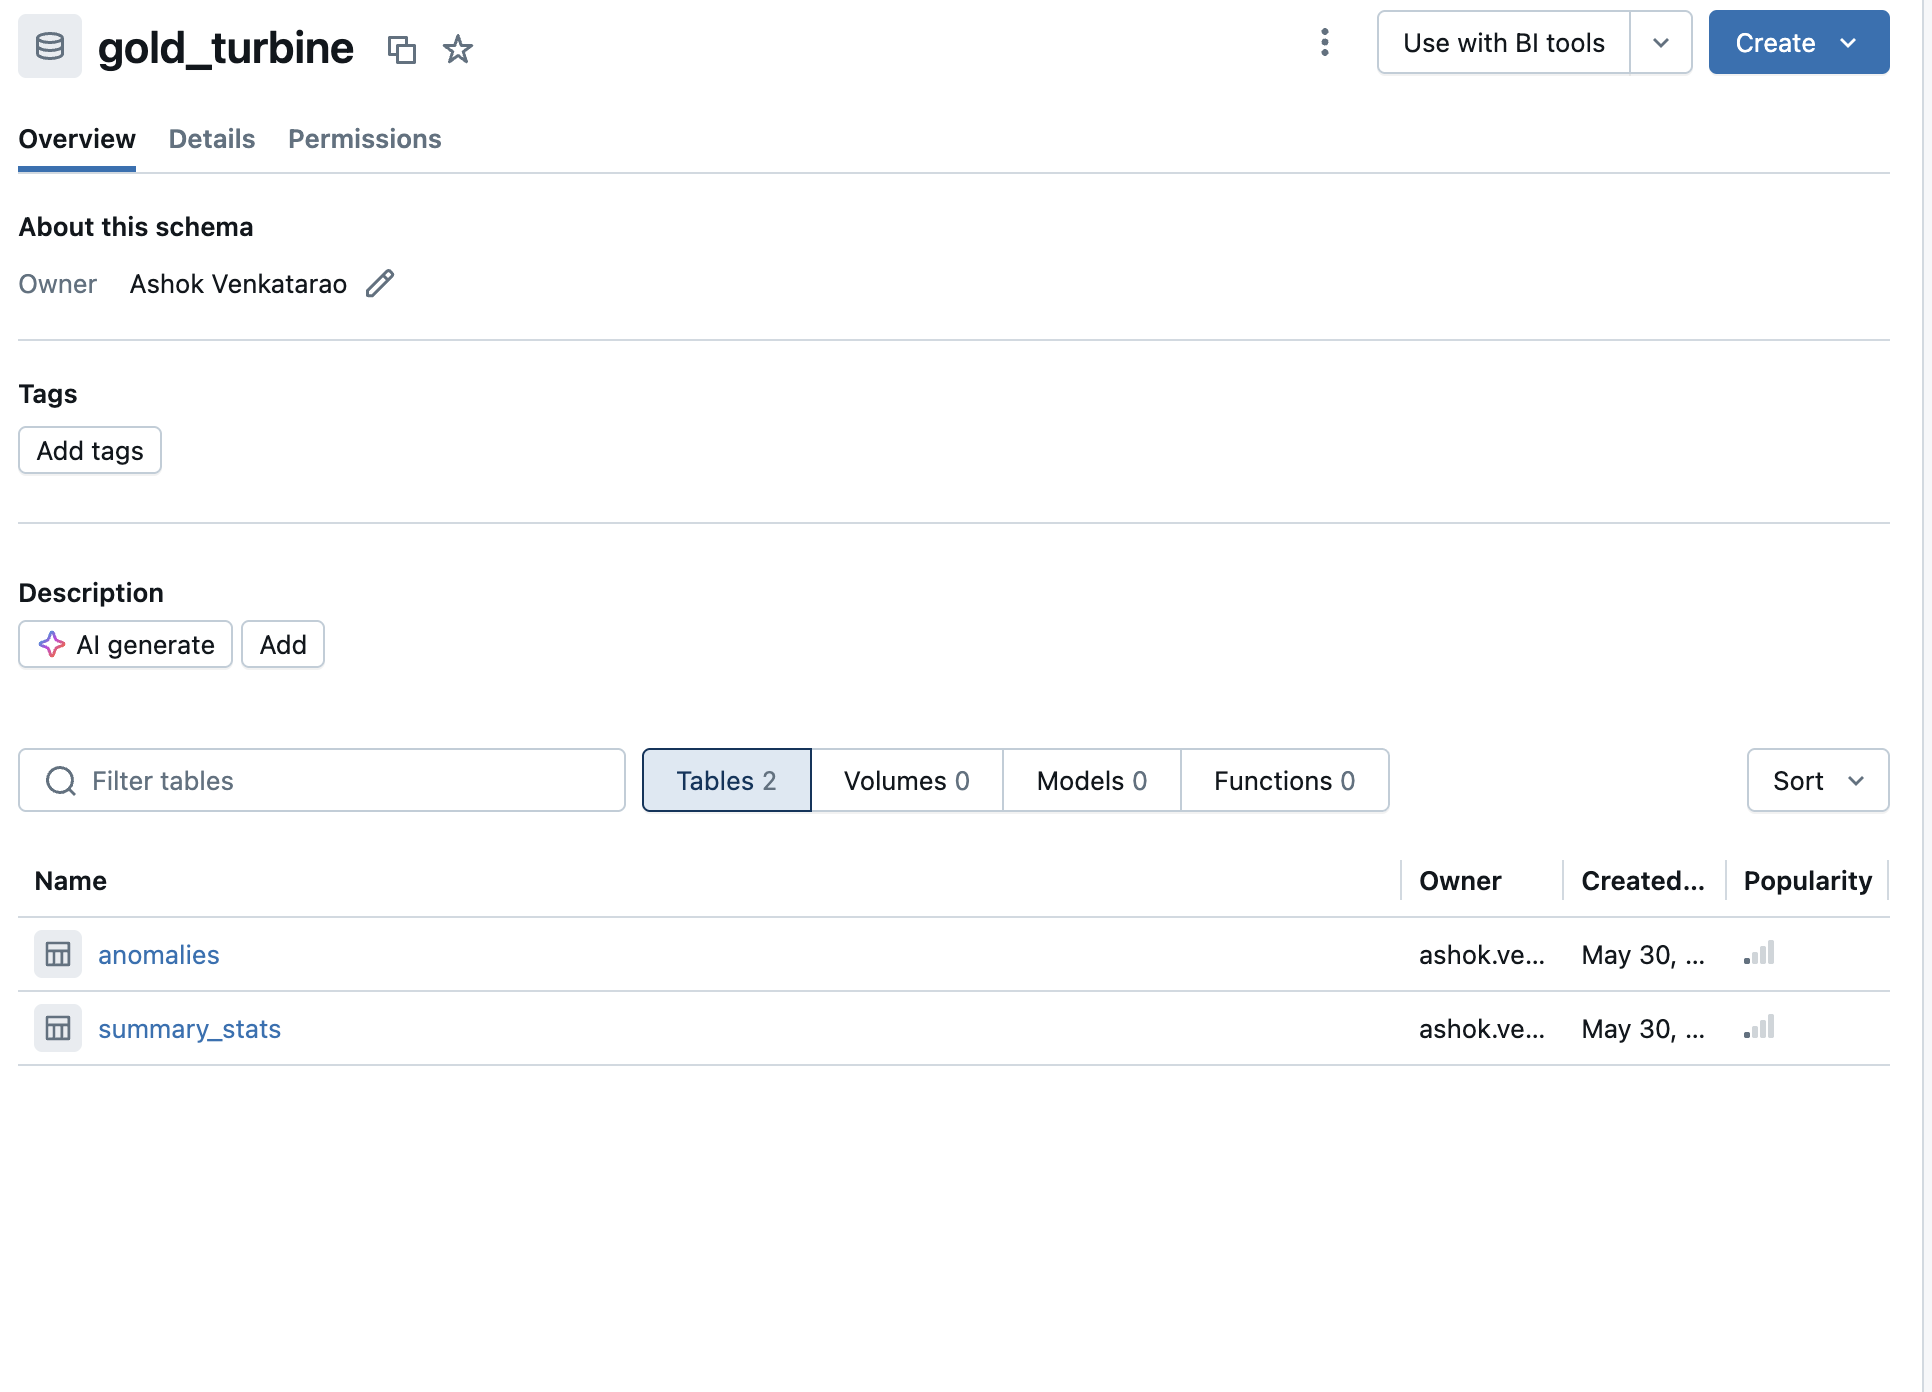 gold_turbine
Use with BI tools
Create
Overview Details Permissions
About this schema
Owner Ashok Venkatarao
Tags
Add tags
Description
AI generate Add
Filter tables Tables 2 Volumes 0 Models 0 Functions 0 Sort
Name Owner Created... Popularity
anomalies ashok.ve... May 30, ...
summary_stats ashok.ve... May 30, ...